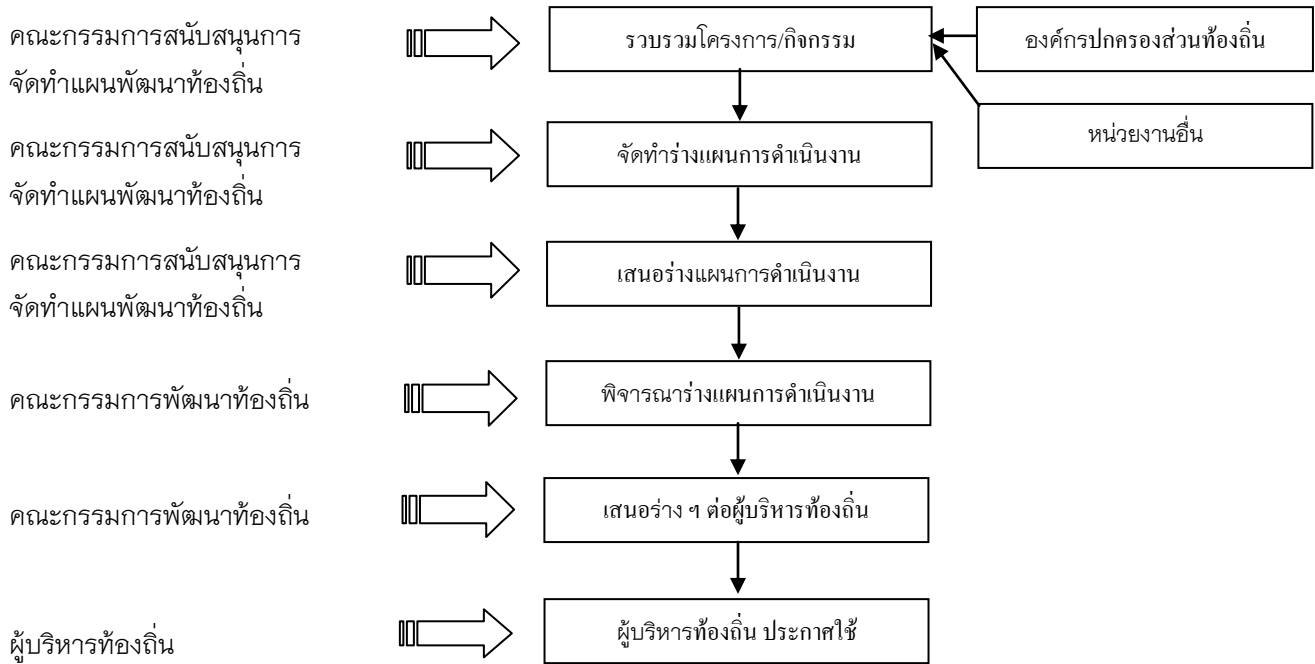 คณะกรรมการสนับสนุนการ
จัดทำแผนพัฒนาท้องถิ่น
รวบรวมโครงการ/กิจกรรม
องค์กรปกครองส่วนท้องถิ่น
หน่วยงานอื่น
คณะกรรมการสนับสนุนการ
จัดทำแผนพัฒนาท้องถิ่น
จัดทำร่างแผนการดำเนินงาน
คณะกรรมการสนับสนุนการ
จัดทำแผนพัฒนาท้องถิ่น
เสนอร่างแผนการดำเนินงาน
คณะกรรมการพัฒนาท้องถิ่น
พิจารณาร่างแผนการดำเนินงาน
คณะกรรมการพัฒนาท้องถิ่น
เสนอร่าง ฯ ต่อผู้บริหารท้องถิ่น
ผู้บริหารท้องถิ่น
ผู้บริหารท้องถิ่น ประกาศใช้